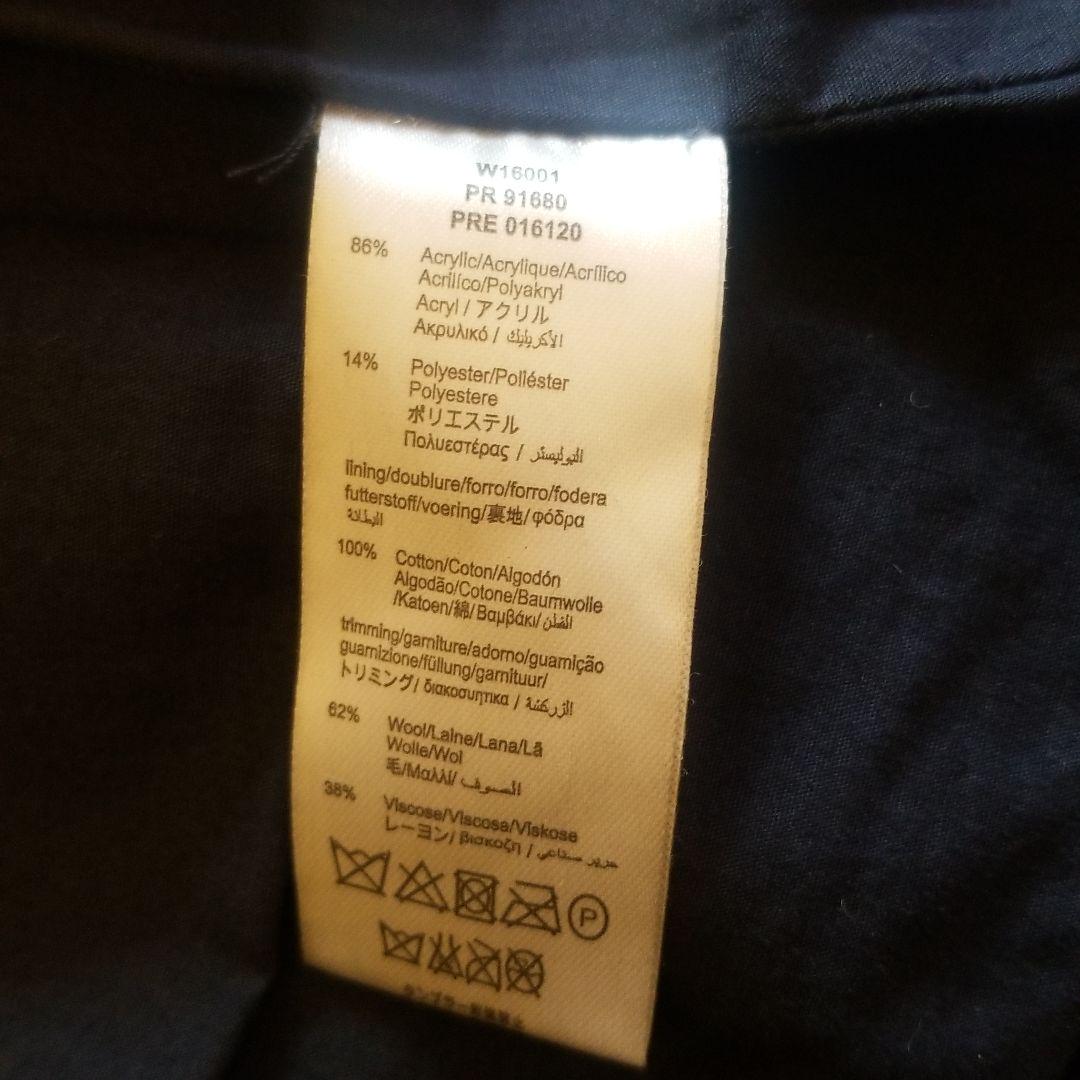 W16001
PR 91680
PRE 016120
86% Acrylic/Acrylique/Acrílico
Acrilíco/Polyakryl
Acryl / アクリル
Ακρυλικό / الأكريليك
14% Polyester/Poliéster
Polyestere
ポリエステル
Πολυεστέρας / البوليستر
lining/doublure/forro/forro/fodera
futterstoff/voering/裏地/φόδρα
البطانة
100% Cotton/Coton/Algodón
Algodão/Cotone/Baumwolle
/Katoen/綿/Βαμβάκι/القطن
trimming/garniture/adorno/guarnição
guarnizione/füllung/garnituur/
トリミング/ διακοσμητικα / الزركشة
62% Wool/Laine/Lana/Lã
Wolle/Wol
毛/Μαλλί/ الصوف
38% Viscose/Viscosa/Viskose
レーヨン/ βισκοζη / حرير صناعي
P